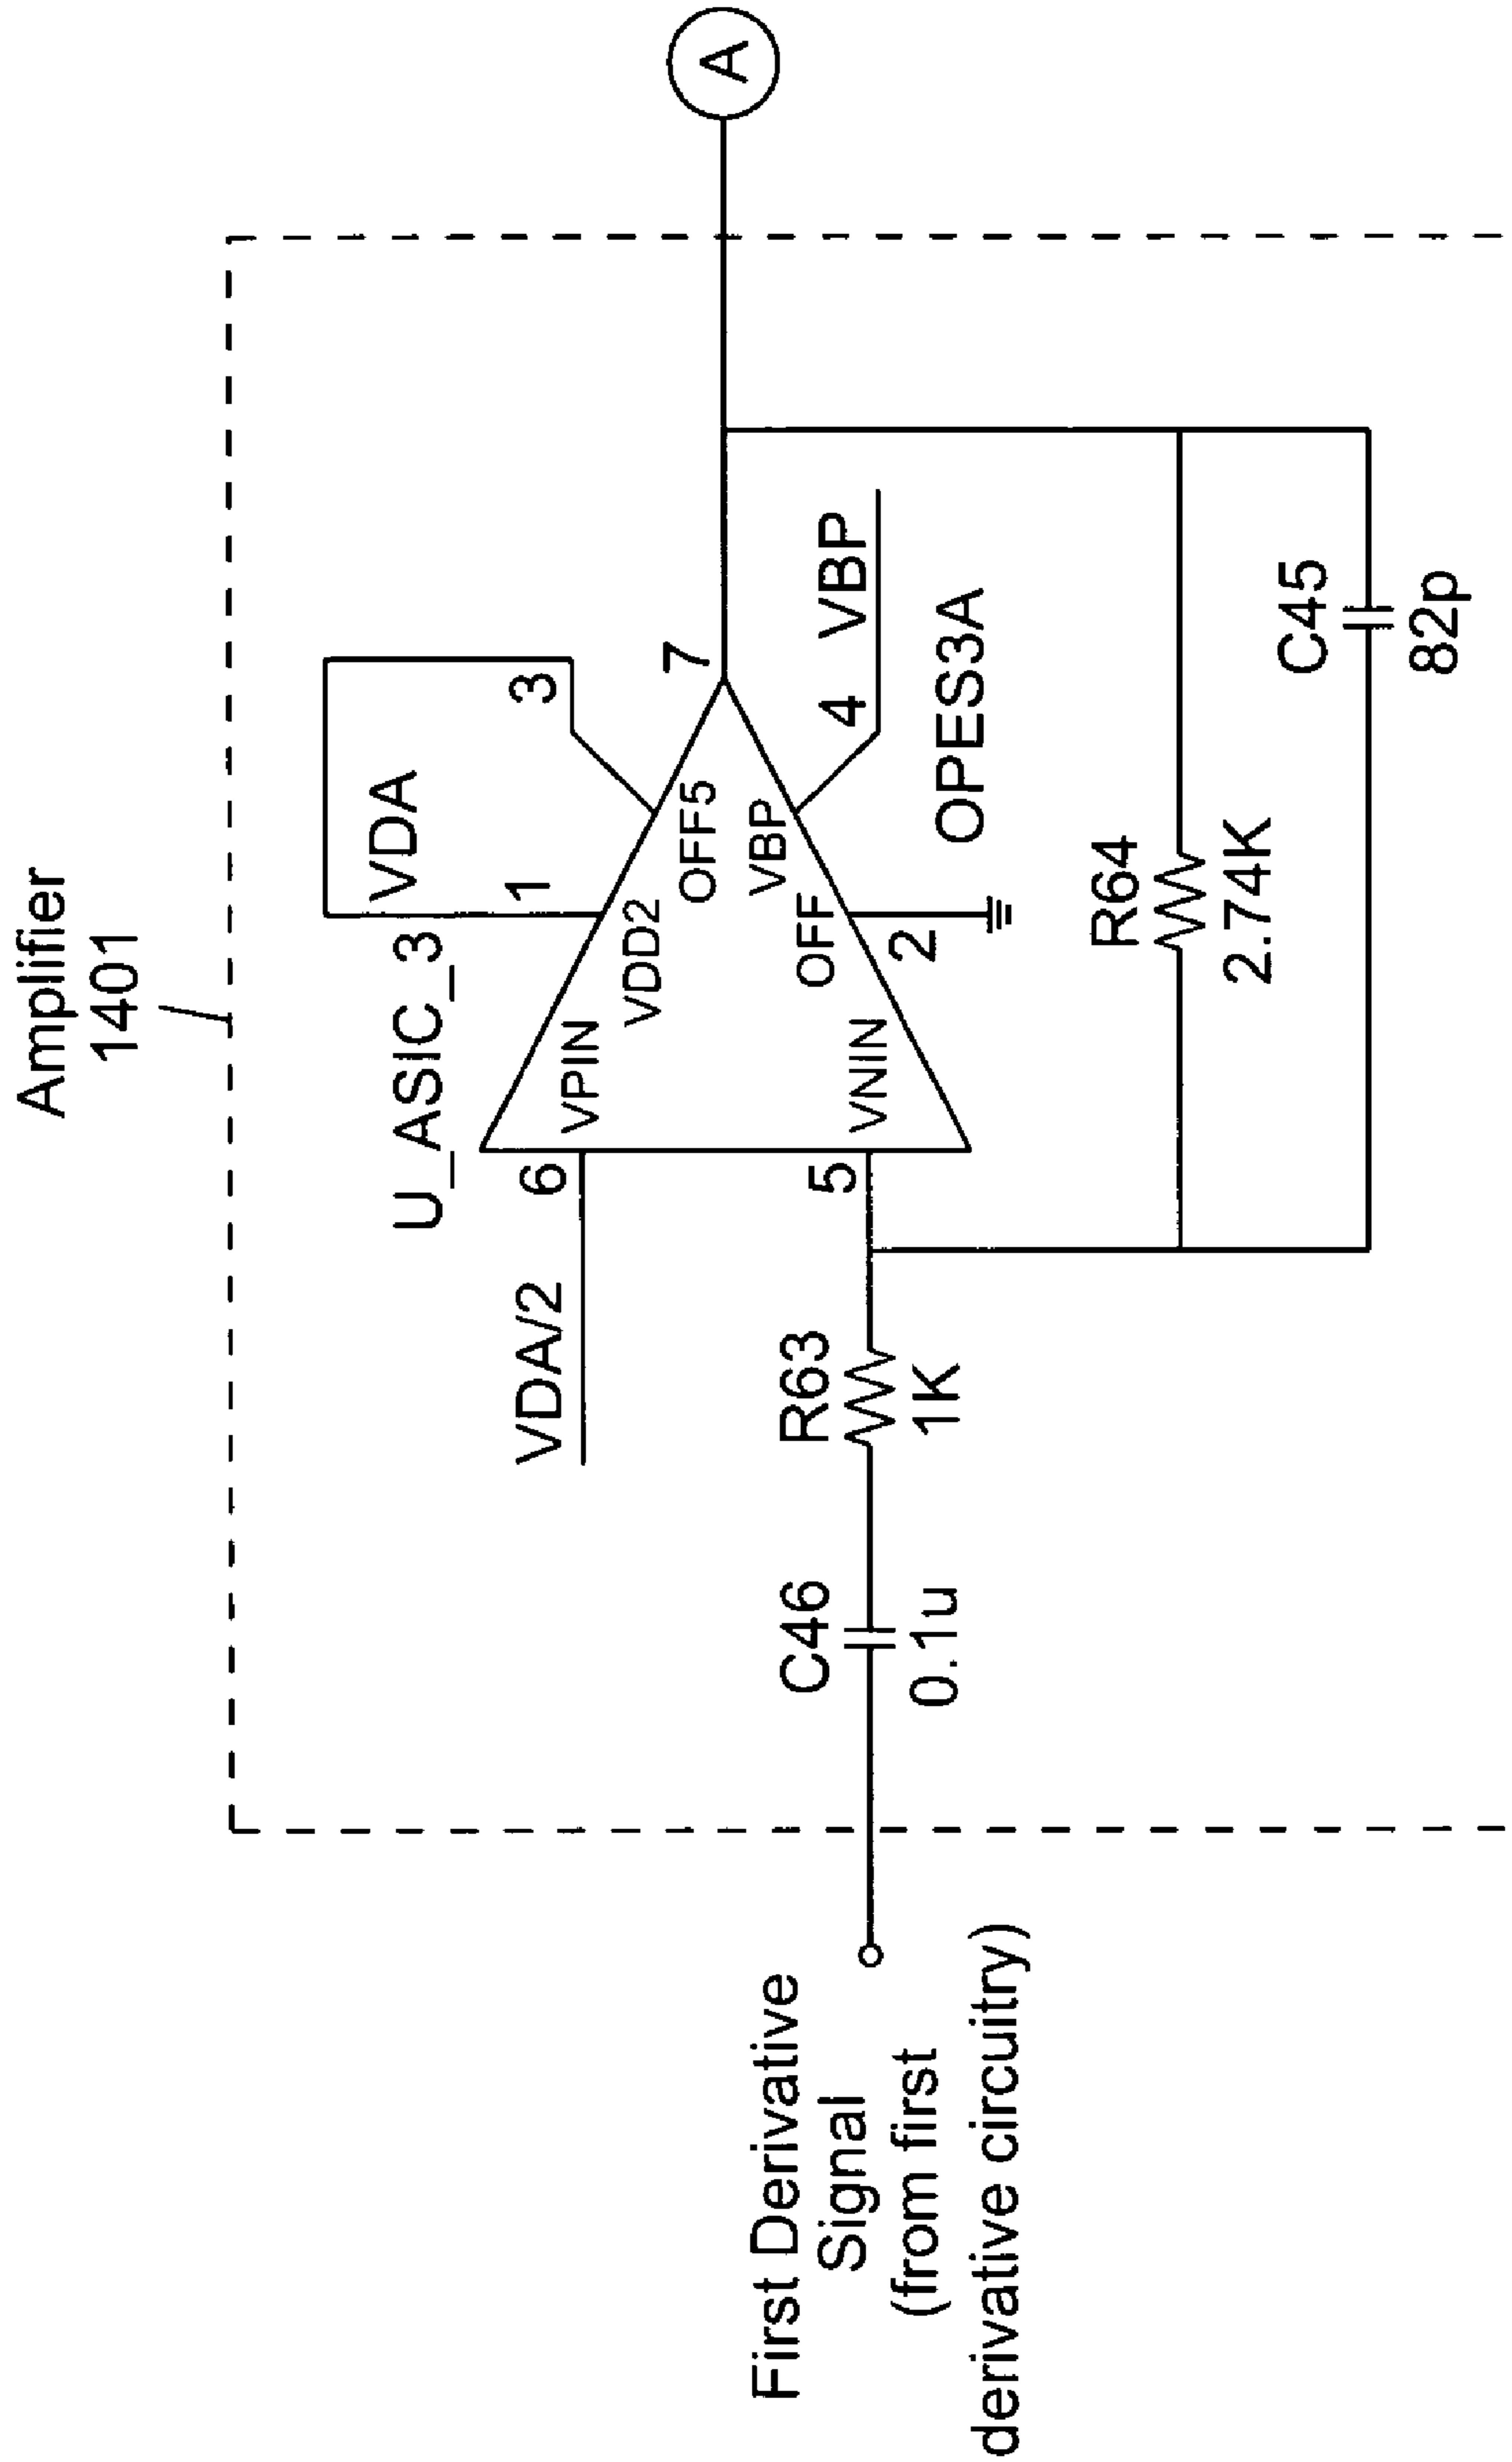 Amplifier
1401
U_ASIC_3
VDA
1
3
VDA/2
6
VPIN
VDD2
OFF5
7
A
5
VNIN
OFF
VBP
2
4
VBP
OPES3A
First Derivative
Signal
(from first
derivative circuitry)
C46
0.1u
R63
1K
R64
2.74K
C45
82p